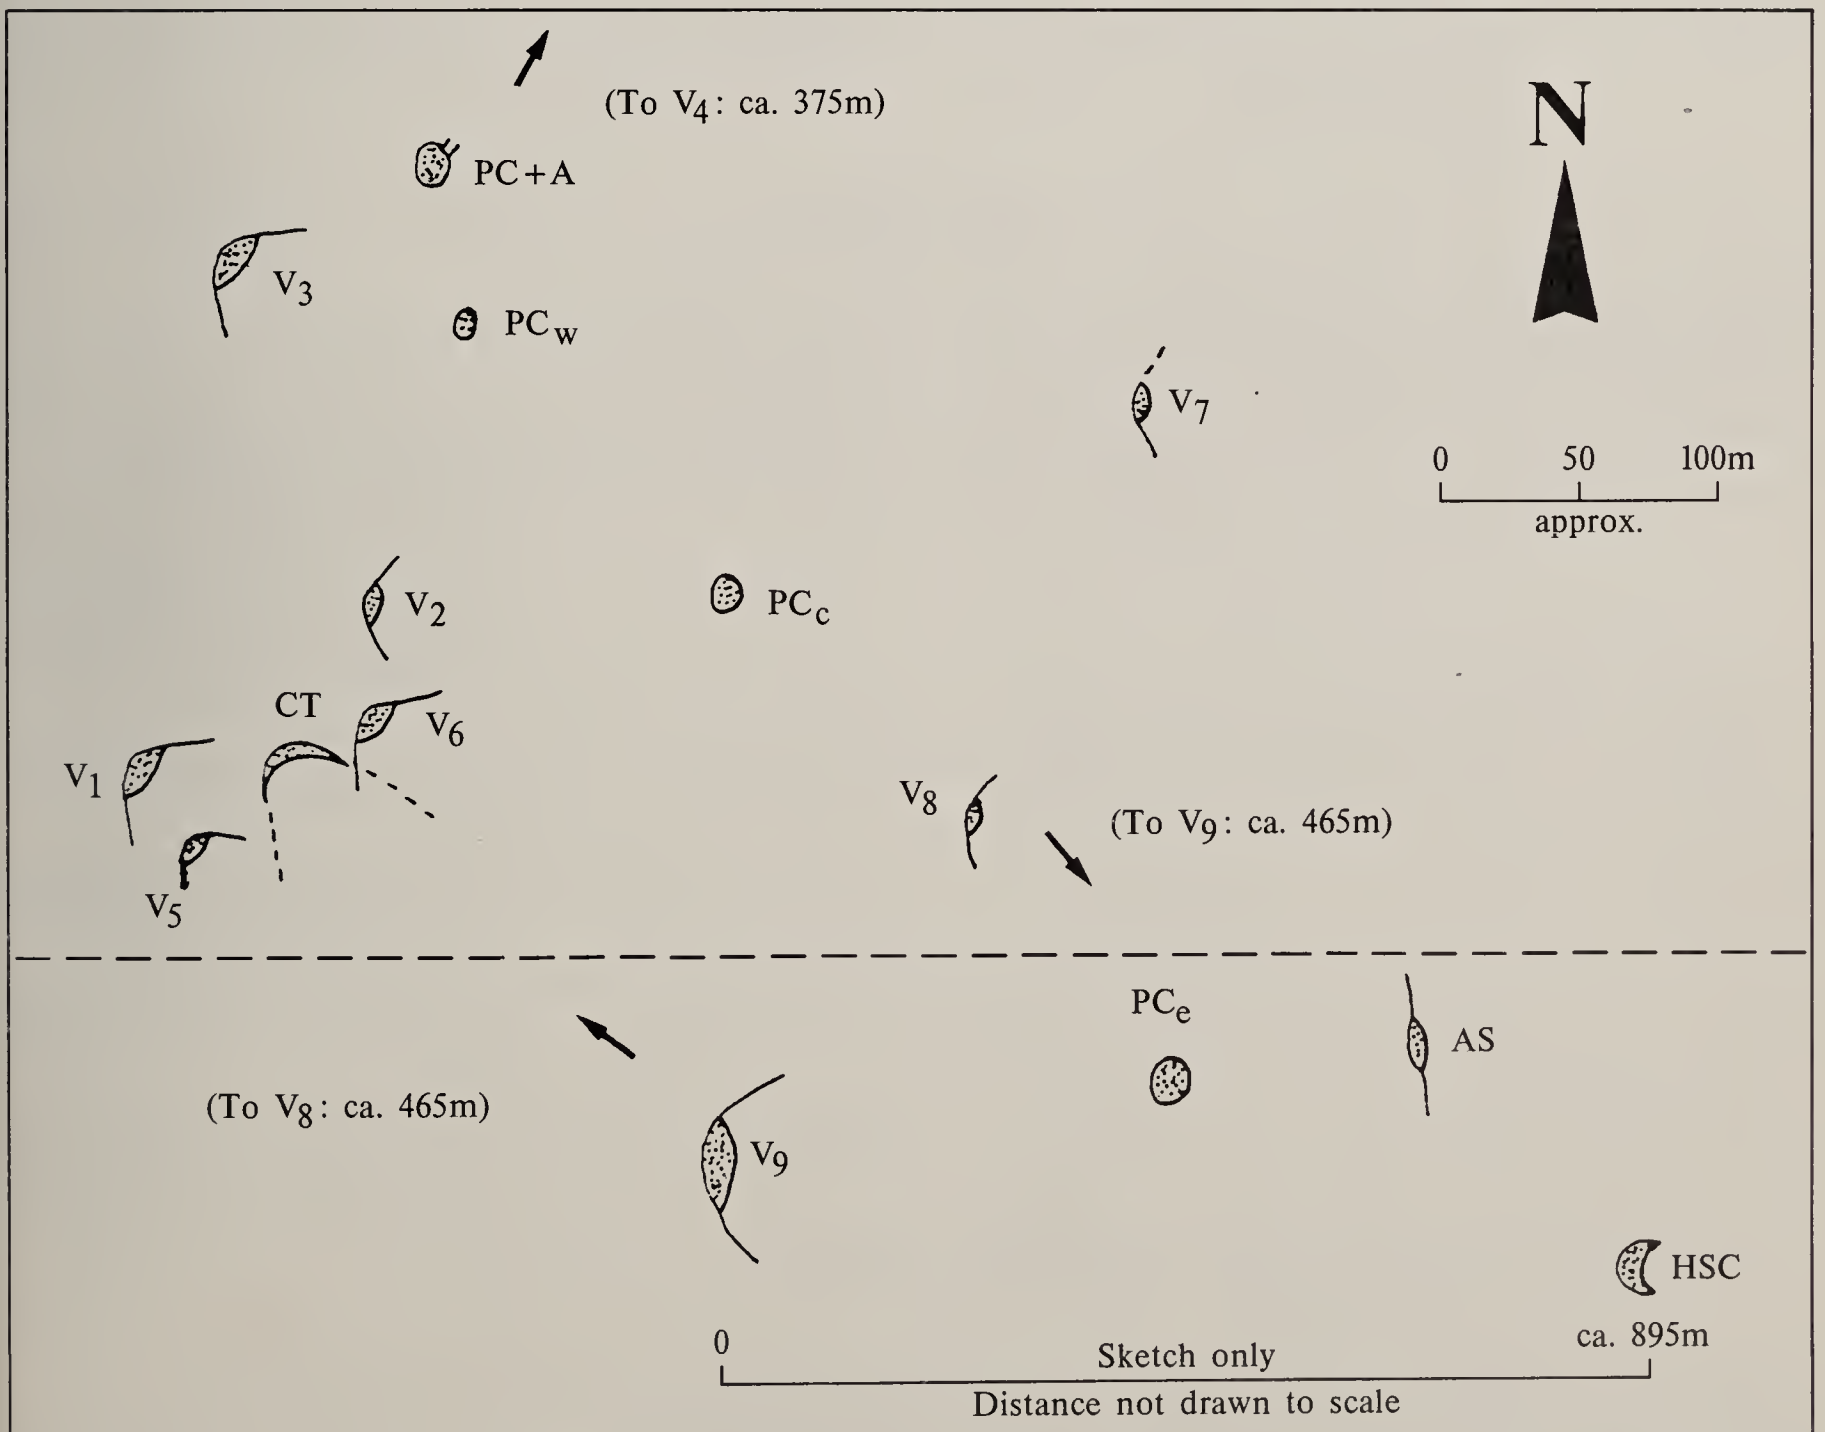 (To V4: ca. 375m)
N
PC+A
V3
PCw
V7
0 50 100m
approx.
V2
PCc
CT
V6
V1
V8
(To V9: ca. 465m)
V5
PCe
AS
(To V8: ca. 465m)
V9
HSC
0
ca. 895m
Sketch only
Distance not drawn to scale